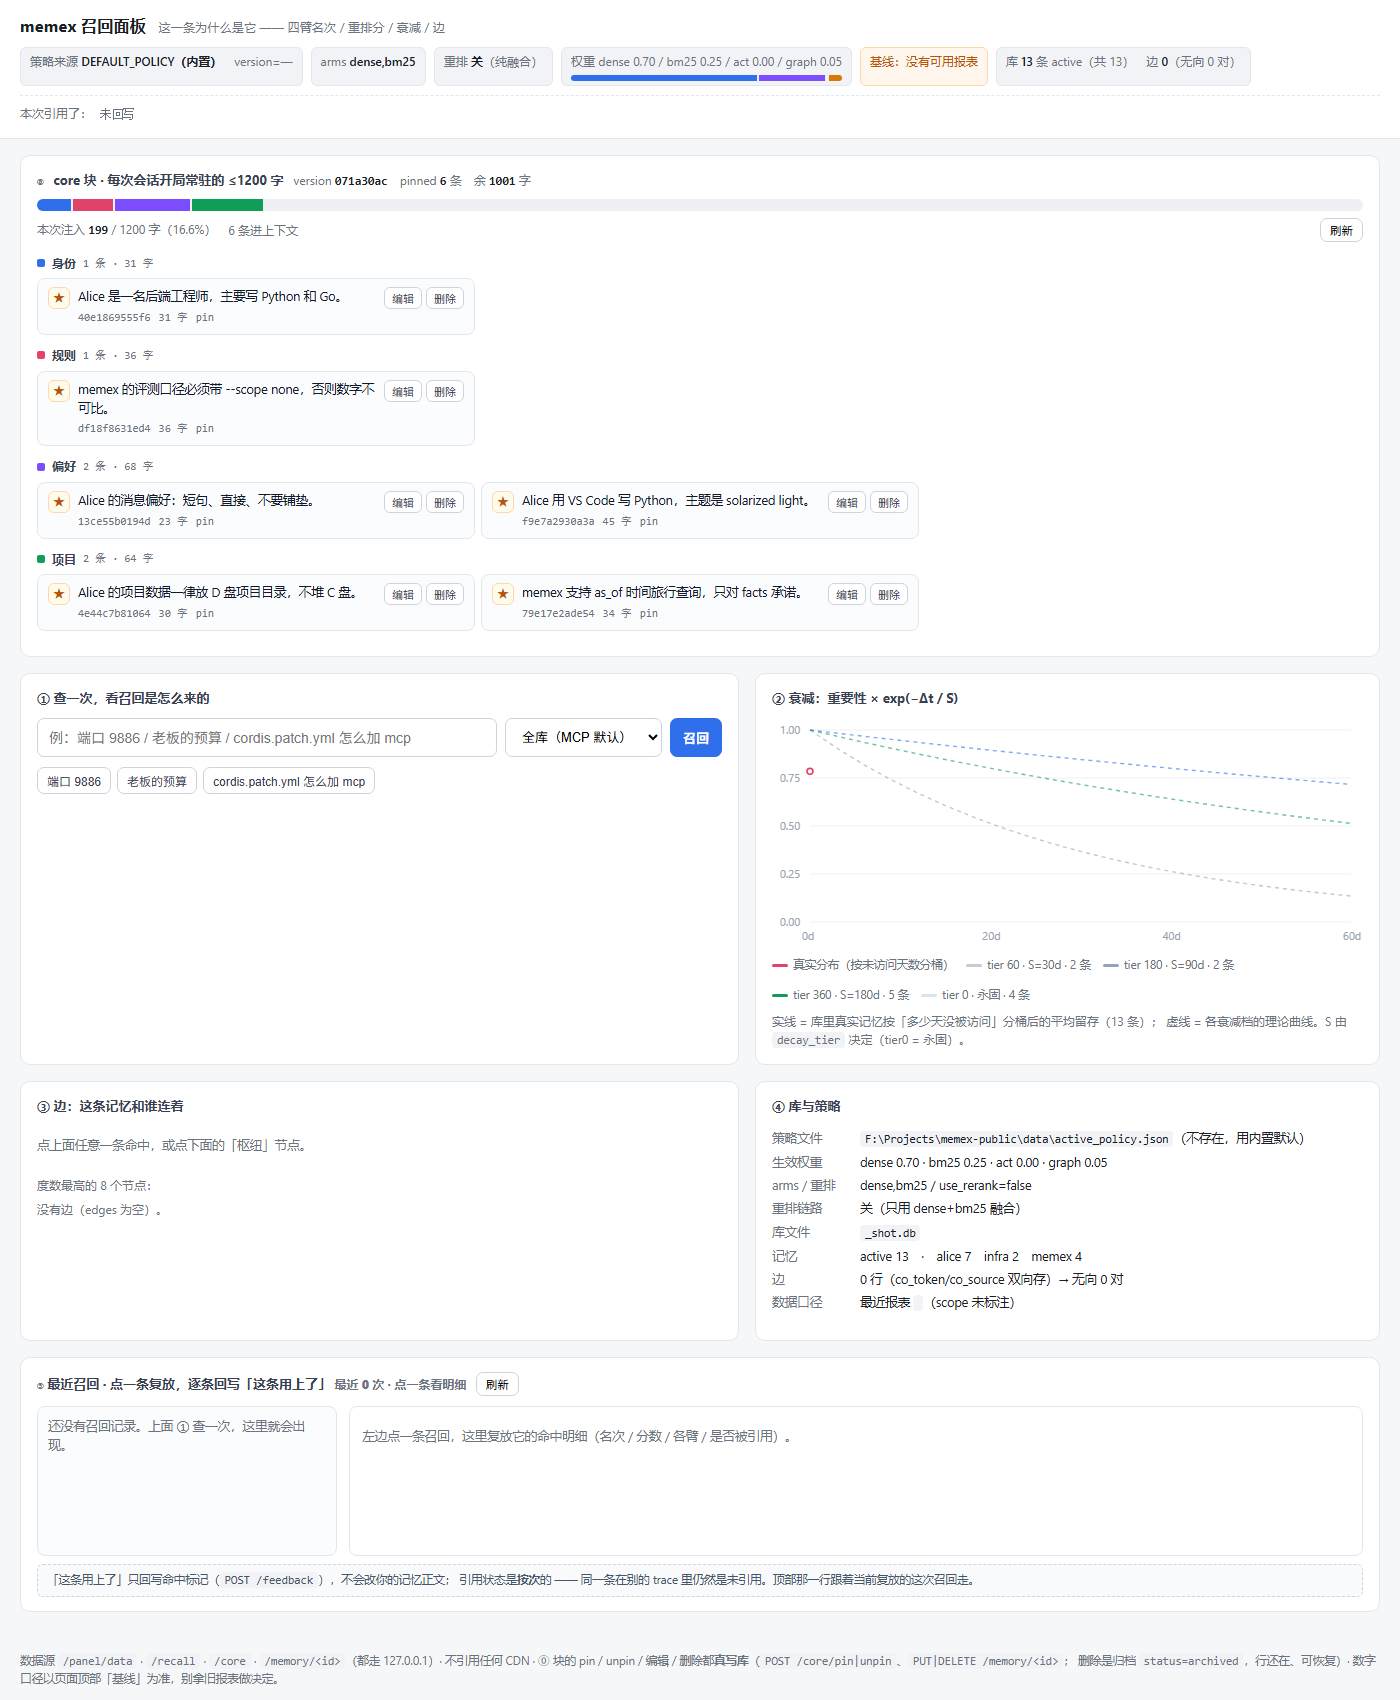 memex 召回面板 这一条为什么是它 —— 四臂名次 / 重排分 / 衰减 / 边
策略来源 DEFAULT_POLICY（内置） version=—
arms dense,bm25
重排 关（纯融合）
权重 dense 0.70 / bm25 0.25 / act 0.00 / graph 0.05
基线：没有可用报表
库 13 条 active（共 13） 边 0（无向 0 对）
本次引用了： 未回写
⓪ core 块 · 每次会话开局常驻的 ≤1200 字 version 071a30ac pinned 6 条 余 1001 字
本次注入 199 / 1200 字（16.6%） 6 条进上下文
刷新
身份 1 条 · 31 字
★ Alice 是一名后端工程师，主要写 Python 和 Go。 编辑 删除
40e1869555f6 31 字 pin
规则 1 条 · 36 字
★ memex 的评测口径必须带 --scope none，否则数字不 编辑 删除
可比。
df18f8631ed4 36 字 pin
偏好 2 条 · 68 字
★ Alice 的消息偏好：短句、直接、不要铺垫。 编辑 删除
13ce55b0194d 23 字 pin
★ Alice 用 VS Code 写 Python，主题是 solarized light。 编辑 删除
f9e7a2930a3a 45 字 pin
项目 2 条 · 64 字
★ Alice 的项目数据一律放 D 盘项目目录，不堆 C 盘。 编辑 删除
4e44c7b81064 30 字 pin
★ memex 支持 as_of 时间旅行查询，只对 facts 承诺。 编辑 删除
79e17e2ade54 34 字 pin
① 查一次，看召回是怎么来的
例：端口 9886 / 老板的预算 / cordis.patch.yml 怎么加 mcp
全库（MCP 默认）
召回
端口 9886
老板的预算
cordis.patch.yml 怎么加 mcp
② 衰减：重要性 × exp(−Δt / S)
1.00
0.75
0.50
0.25
0.00
0d 20d 40d 60d
真实分布（按未访问天数分桶） tier 60 · S=30d · 2 条 tier 180 · S=90d · 2 条
tier 360 · S=180d · 5 条 tier 0 · 永固 · 4 条
实线 = 库里真实记忆按「多少天没被访问」分桶后的平均留存（13 条）； 虚线 = 各衰减档的理论曲线。S 由
decay_tier 决定（tier0 = 永固）。
③ 边：这条记忆和谁连着
点上面任意一条命中，或点下面的「枢纽」节点。
度数最高的 8 个节点：
没有边（edges 为空）。
④ 库与策略
策略文件 F:\Projects\memex-public\data\active_policy.json （不存在，用内置默认）
生效权重 dense 0.70 · bm25 0.25 · act 0.00 · graph 0.05
arms / 重排 dense,bm25 / use_rerank=false
重排链路 关（只用 dense+bm25 融合）
库文件 _shot.db
记忆 active 13 · alice 7 infra 2 memex 4
边 0 行（co_token/co_source 双向存）→ 无向 0 对
数据口径 最近报表 （scope 未标注）
⑤ 最近召回 · 点一条复放，逐条回写「这条用上了」 最近 0 次 · 点一条看明细 刷新
还没有召回记录。上面 ① 查一次，这里就会出
现。
左边点一条召回，这里复放它的命中明细（名次 / 分数 / 各臂 / 是否被引用）。
「这条用上了」只回写命中标记（ POST /feedback ），不会改你的记忆正文； 引用状态是按次的 —— 同一条在别的 trace 里仍然是未引用。顶部那一行跟着当前复放的这次召回走。
数据源 /panel/data · /recall · /core · /memory/<id> （都走 127.0.0.1）· 不引用任何 CDN · ⓪ 块的 pin / unpin / 编辑 / 删除都真写库（ POST /core/pin|unpin 、 PUT|DELETE /memory/<id> ； 删除是归档 status=archived ，行还在、可恢复）· 数字
口径以页面顶部「基线」为准，别拿旧报表做决定。